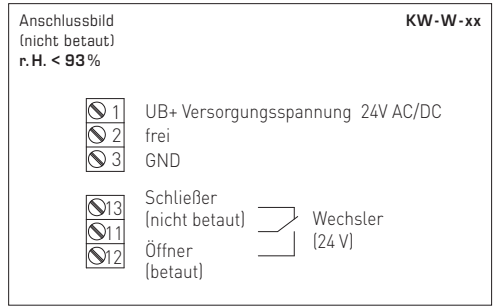 Anschlussbild KW-W-xx
(nicht betaut)
r.H. < 93%
1 UB+ Versorgungsspannung 24V AC/DC
2 frei
3 GND
13 Schließer
(nicht betaut)
11 Wechsler
(24 V)
12 Öffner
(betaut)